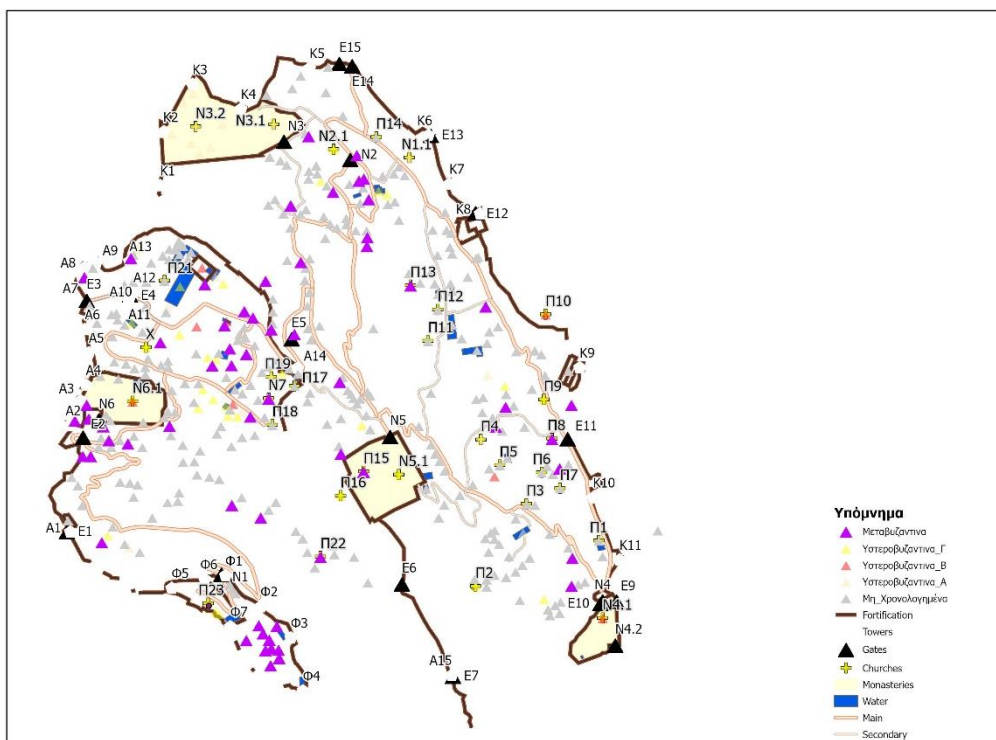 K5
E15
K3
E14
K4
N3.2
N3.1
K2
N3
Π14
K6
E13
N2.1
N1.1
K1
N2
K7
K8
E12
A9
A13
A8
Π21
A12
E3
A7
A10
E4
A6
A11
Π13
Π12
Π10
E5
Π11
A5
X
A14
K9
A4
Π19
Π17
A3
N6.1
N7
Π9
A2
N6
Π18
E2
N5
Π4
Π8
E11
Π15
N5.1
Π5
Π6
Π7
K10
Π16
Π3
A1
E1
Π1
K11
Φ6
Φ1
Π22
E6
Φ5
N1
Π2
N4
E9
Π23
Φ2
E10
N4.1
Φ7
Φ3
N4.2
A15
Φ4
E7
Υπόμνημα
Μεταβυζαντινα
Υστεροβυζαντινα_Γ
Υστεροβυζαντινα_Β
Υστεροβυζαντινα_Α
Μη_Χρονολογημένα
Fortification
Towers
Gates
Churches
Monasteries
Water
Main
Secondary